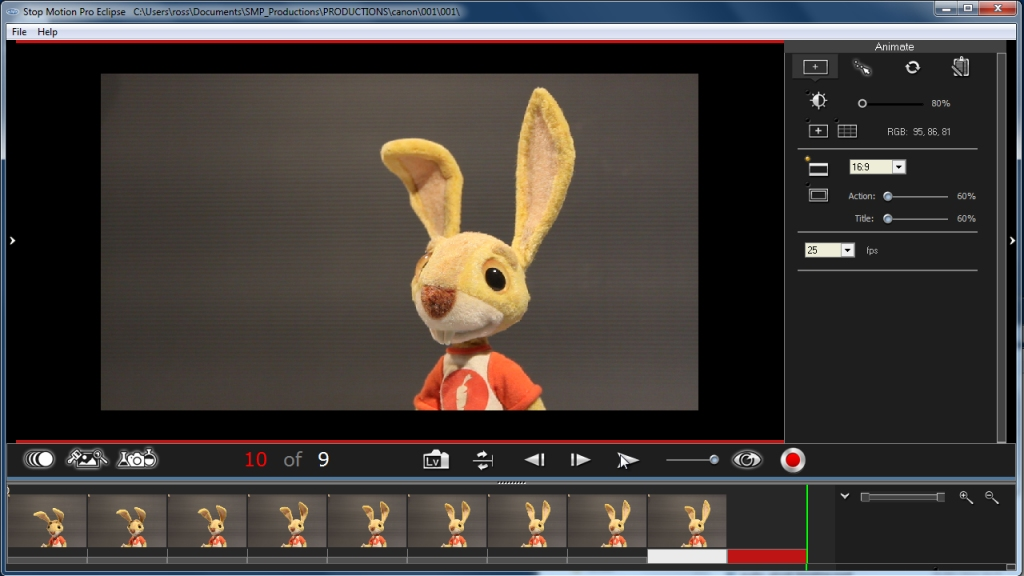 Stop Motion Pro Eclipse C:\Users\ross\Documents\SMP_Productions\PRODUCTIONS\canon\001\001\
File Help
Animate
80%
RGB: 95, 86, 81
16:9
Action: 60%
Title: 60%
25 fps
10 of 9
Lv